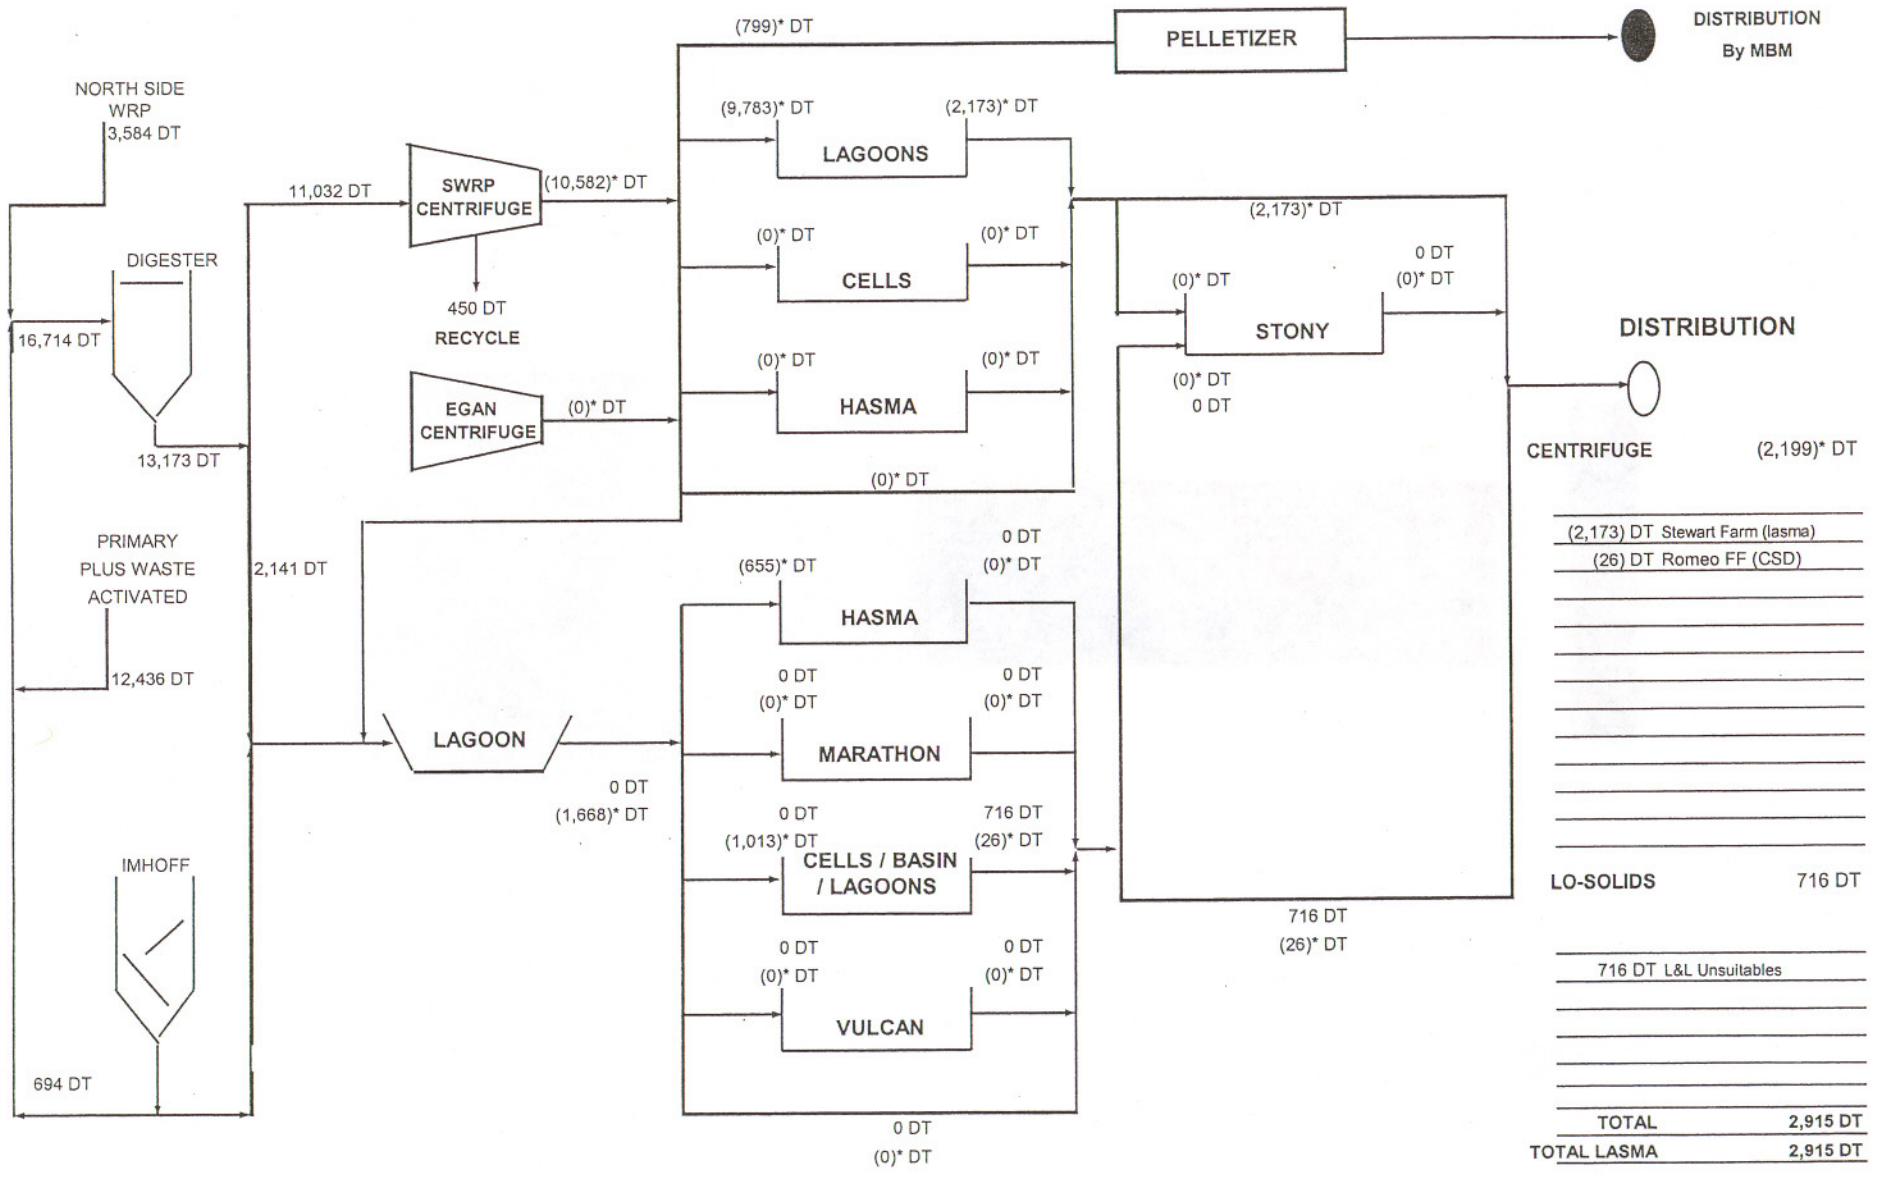 (799)* DT
PELLETIZER
DISTRIBUTION
By MBM
NORTH SIDE
WRP
3,584 DT
(9,783)* DT
(2,173)* DT
LAGOONS
11,032 DT
SWRP
CENTRIFUGE
(10,582)* DT
(2,173)* DT
(0)* DT
(0)* DT
CELLS
0 DT
(0)* DT
(0)* DT
STONY
DIGESTER
450 DT
RECYCLE
16,714 DT
DISTRIBUTION
(0)* DT
(0)* DT
HASMA
(0)* DT
0 DT
EGAN
CENTRIFUGE
(0)* DT
13,173 DT
(0)* DT
CENTRIFUGE (2,199)* DT
(2,173) DT Stewart Farm (lasma)
(26) DT Romeo FF (CSD)
PRIMARY
PLUS WASTE
ACTIVATED
2,141 DT
12,436 DT
(655)* DT
0 DT
(0)* DT
HASMA
0 DT
(0)* DT
0 DT
(0)* DT
MARATHON
LAGOON
0 DT
(1,668)* DT
0 DT
(1,013)* DT
716 DT
(26)* DT
CELLS / BASIN
/ LAGOONS
IMHOFF
LO-SOLIDS 716 DT
716 DT
(26)* DT
0 DT
(0)* DT
0 DT
(0)* DT
VULCAN
716 DT L&L Unsuitables
694 DT
0 DT
(0)* DT
TOTAL 2,915 DT
TOTAL LASMA 2,915 DT